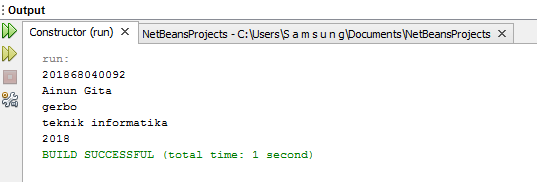 : Output
Constructor (run) ×
NetBeansProjects - C:\Users\S a m s u n g\Documents\NetBeansProjects ×
run:
201868040092
Ainun Gita
gerbo
teknik informatika
2018
BUILD SUCCESSFUL (total time: 1 second)